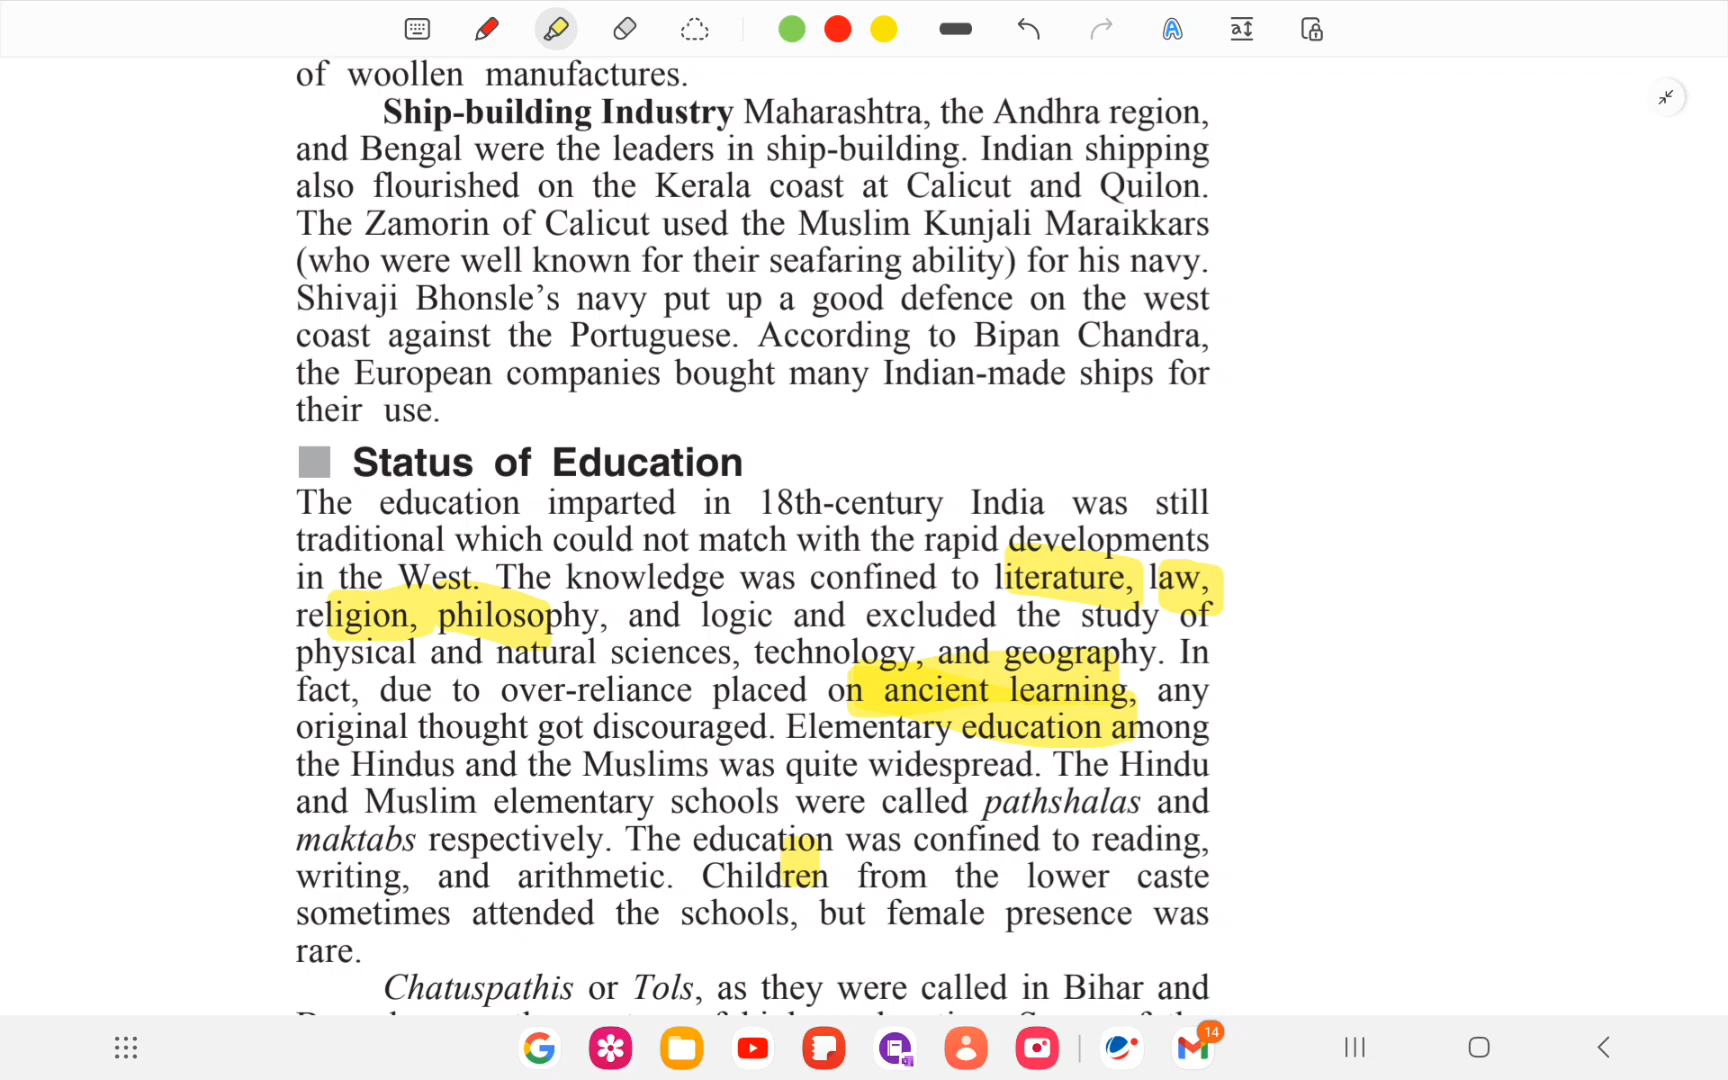 of woollen manufactures.
Ship-building Industry Maharashtra, the Andhra region,
and Bengal were the leaders in ship-building. Indian shipping
also flourished on the Kerala coast at Calicut and Quilon.
The Zamorin of Calicut used the Muslim Kunjali Maraikkars
(who were well known for their seafaring ability) for his navy.
Shivaji Bhonsle’s navy put up a good defence on the west
coast against the Portuguese. According to Bipan Chandra,
the European companies bought many Indian-made ships for
their use.
Status of Education
The education imparted in 18th-century India was still
traditional which could not match with the rapid developments
in the West. The knowledge was confined to literature, law,
religion, philosophy, and logic and excluded the study of
physical and natural sciences, technology, and geography. In
fact, due to over-reliance placed on ancient learning, any
original thought got discouraged. Elementary education among
the Hindus and the Muslims was quite widespread. The Hindu
and Muslim elementary schools were called pathshalas and
maktabs respectively. The education was confined to reading,
writing, and arithmetic. Children from the lower caste
sometimes attended the schools, but female presence was
rare.
Chatuspathis or Tols, as they were called in Bihar and
14